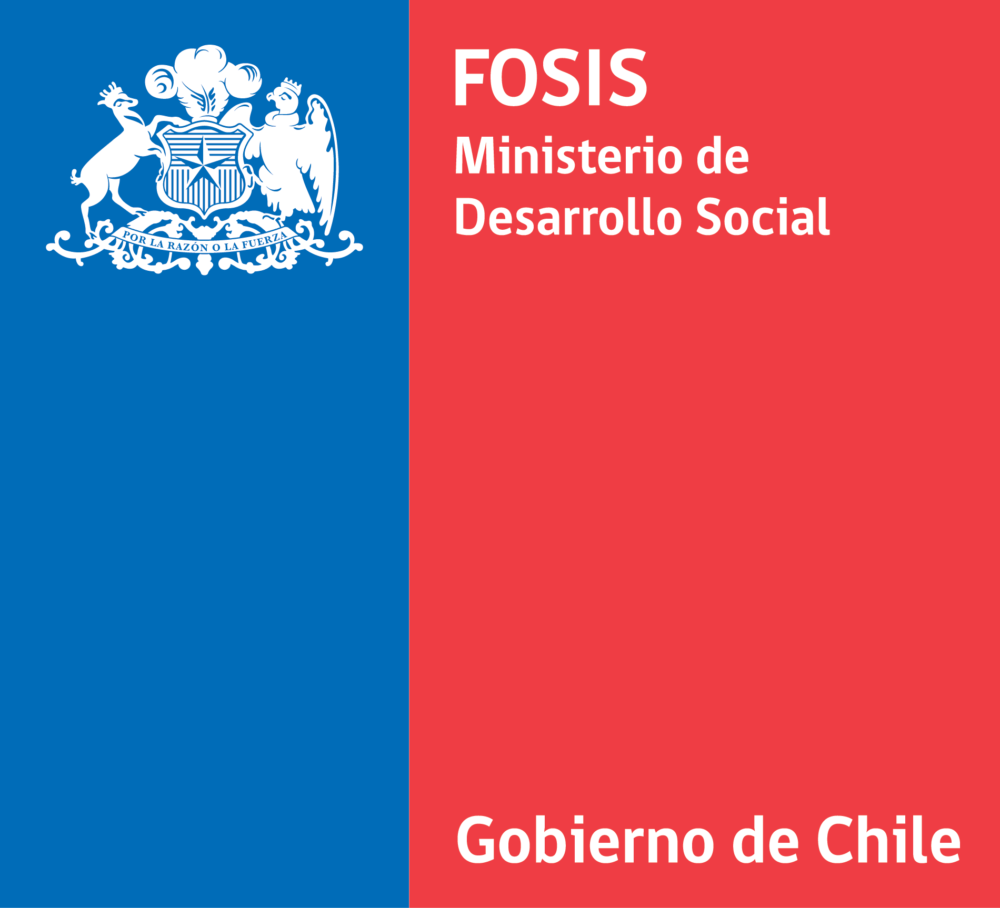 POR LA RAZÓN O LA FUERZA
FOSIS
Ministerio de
Desarrollo Social
Gobierno de Chile